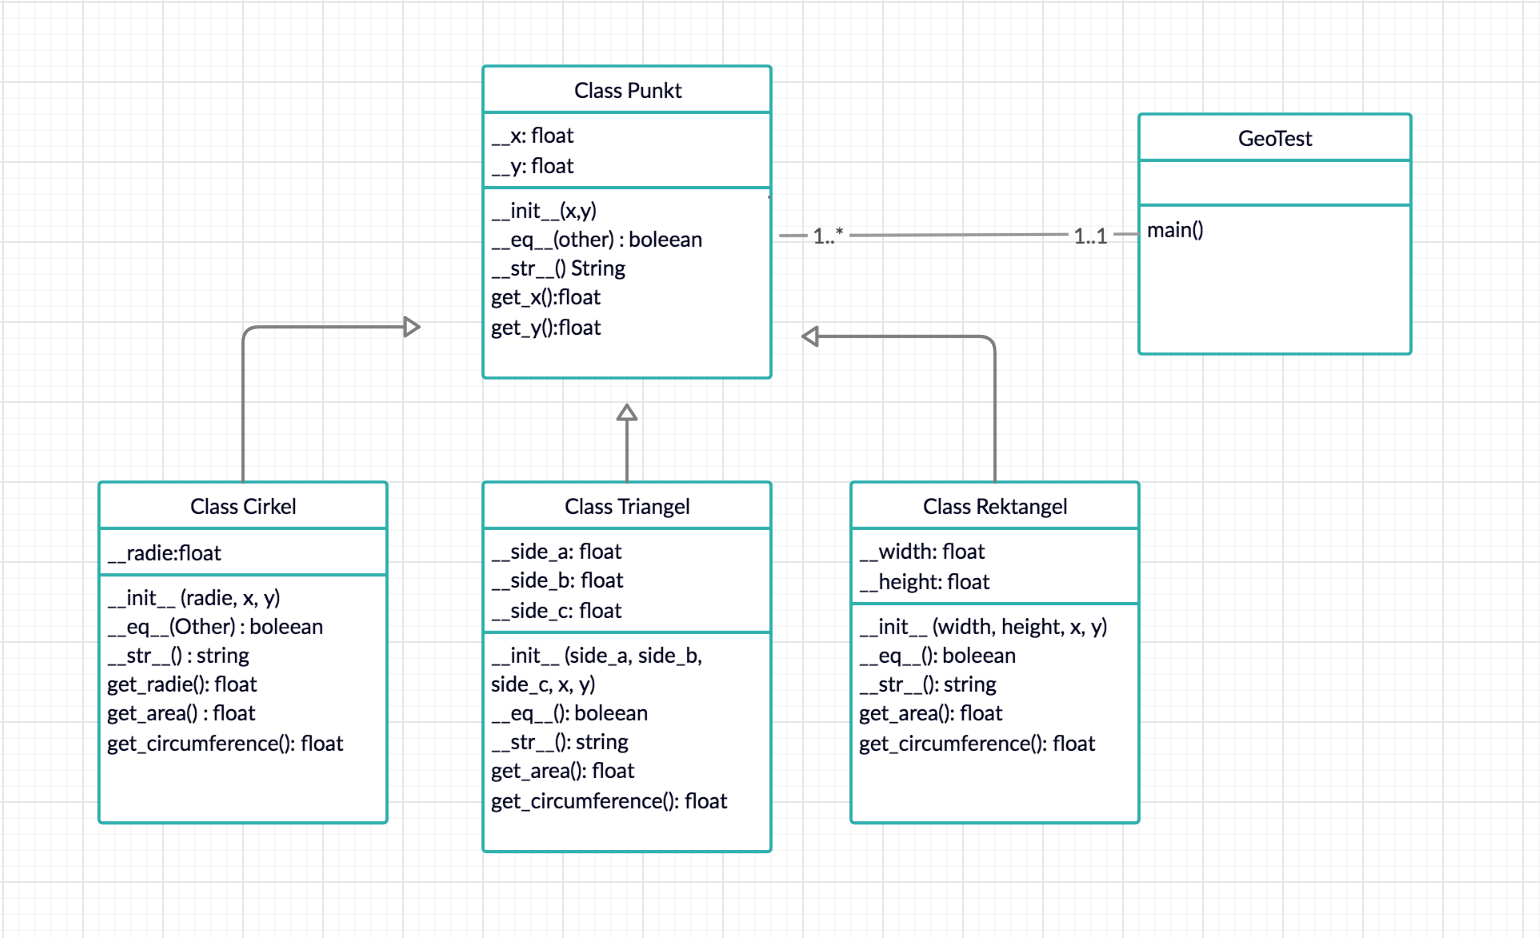 Class Punkt
__x: float
__y: float
__init__(x,y)
__eq__(other) : boleean
__str__() String
get_x():float
get_y():float
1..*
1..1
GeoTest
main()
Class Cirkel
__radie:float
__init__ (radie, x, y)
__eq__(Other) : boleean
__str__() : string
get_radie(): float
get_area() : float
get_circumference(): float
Class Triangel
__side_a: float
__side_b: float
__side_c: float
__init__ (side_a, side_b,
side_c, x, y)
__eq__(): boleean
__str__(): string
get_area(): float
get_circumference(): float
Class Rektangel
__width: float
__height: float
__init__ (width, height, x, y)
__eq__(): boleean
__str__(): string
get_area(): float
get_circumference(): float